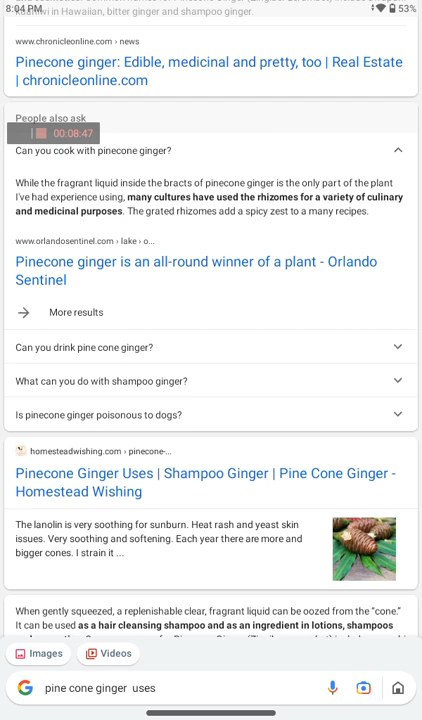 8:04 PM
53%
kuahiwi in Hawaiian, bitter ginger and shampoo ginger.
www.chronicleonline.com › news
Pinecone ginger: Edible, medicinal and pretty, too | Real Estate
| chronicleonline.com
People also ask
00:08:47
Can you cook with pinecone ginger?
While the fragrant liquid inside the bracts of pinecone ginger is the only part of the plant
I've had experience using, many cultures have used the rhizomes for a variety of culinary
and medicinal purposes. The grated rhizomes add a spicy zest to a many recipes.
www.orlandosentinel.com › lake › o...
Pinecone ginger is an all-round winner of a plant - Orlando
Sentinel
More results
Can you drink pine cone ginger?
What can you do with shampoo ginger?
Is pinecone ginger poisonous to dogs?
homesteadwishing.com › pinecone-...
Pinecone Ginger Uses | Shampoo Ginger | Pine Cone Ginger -
Homestead Wishing
The lanolin is very soothing for sunburn. Heat rash and yeast skin
issues. Very soothing and softening. Each year there are more and
bigger cones. I strain it ...
When gently squeezed, a replenishable clear, fragrant liquid can be oozed from the “cone.”
It can be used as a hair cleansing shampoo and as an ingredient in lotions, shampoos
Images
Videos
pine cone ginger uses